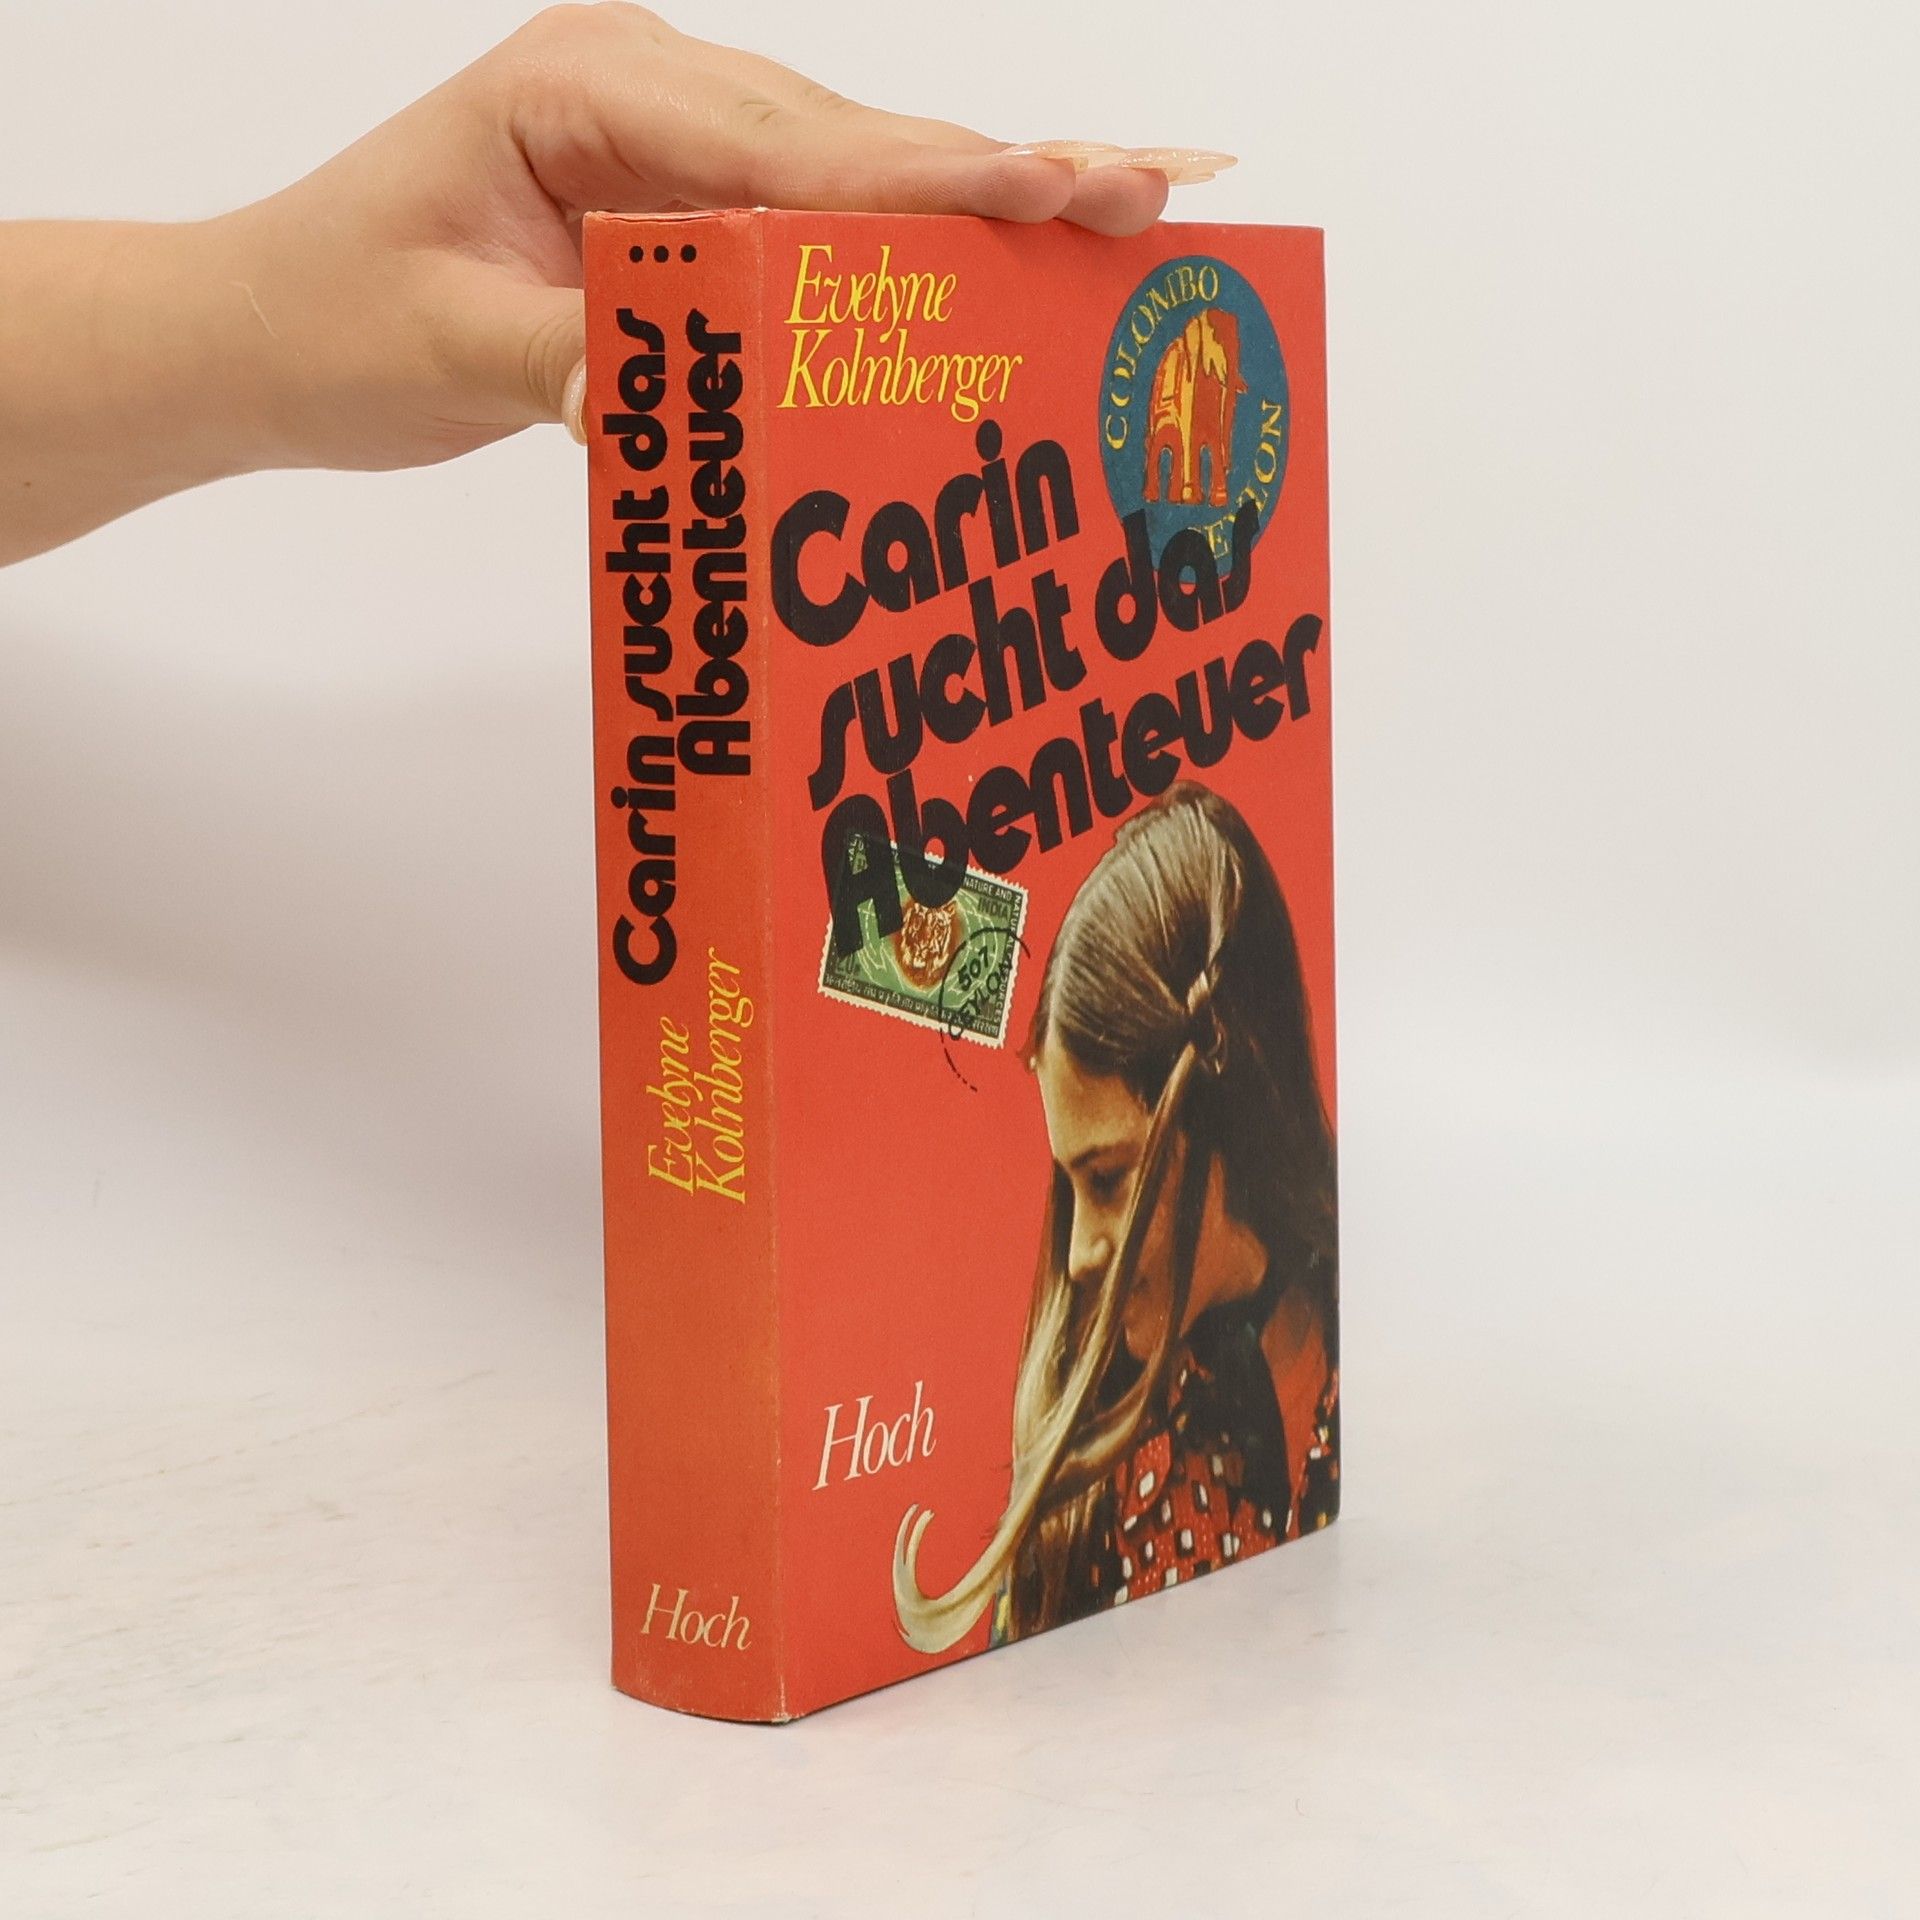 Carin sucht das
Abenteuer
Evelyne
Kolnberger
Hoch
Evelyne
Kolnberger
COLOMBO
CEYLON
Carin
sucht das
Abenteuer
NATURE AND
INDIA
507
CEYLON
Hoch